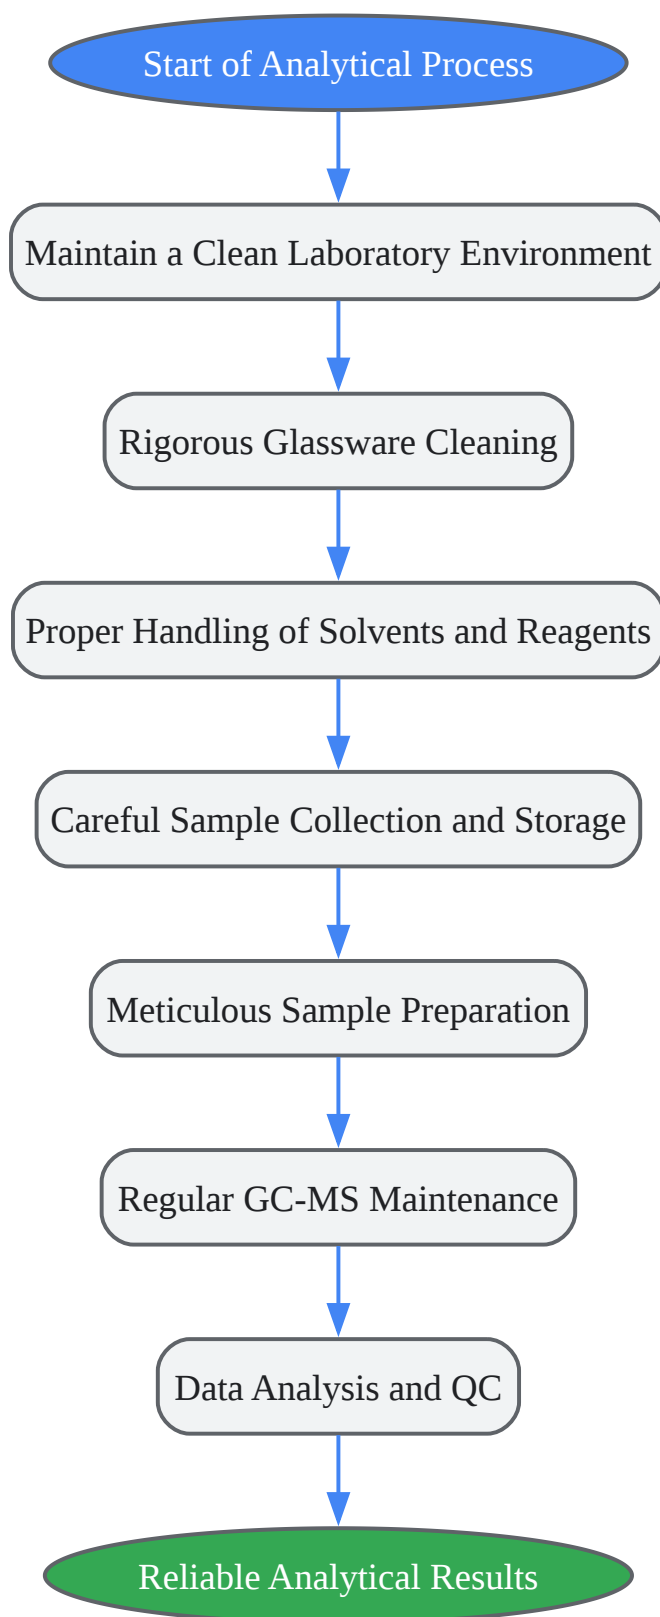 Start of Analytical Process
Maintain a Clean Laboratory Environment
Rigorous Glassware Cleaning
Proper Handling of Solvents and Reagents
Careful Sample Collection and Storage
Meticulous Sample Preparation
Regular GC-MS Maintenance
Data Analysis and QC
Reliable Analytical Results